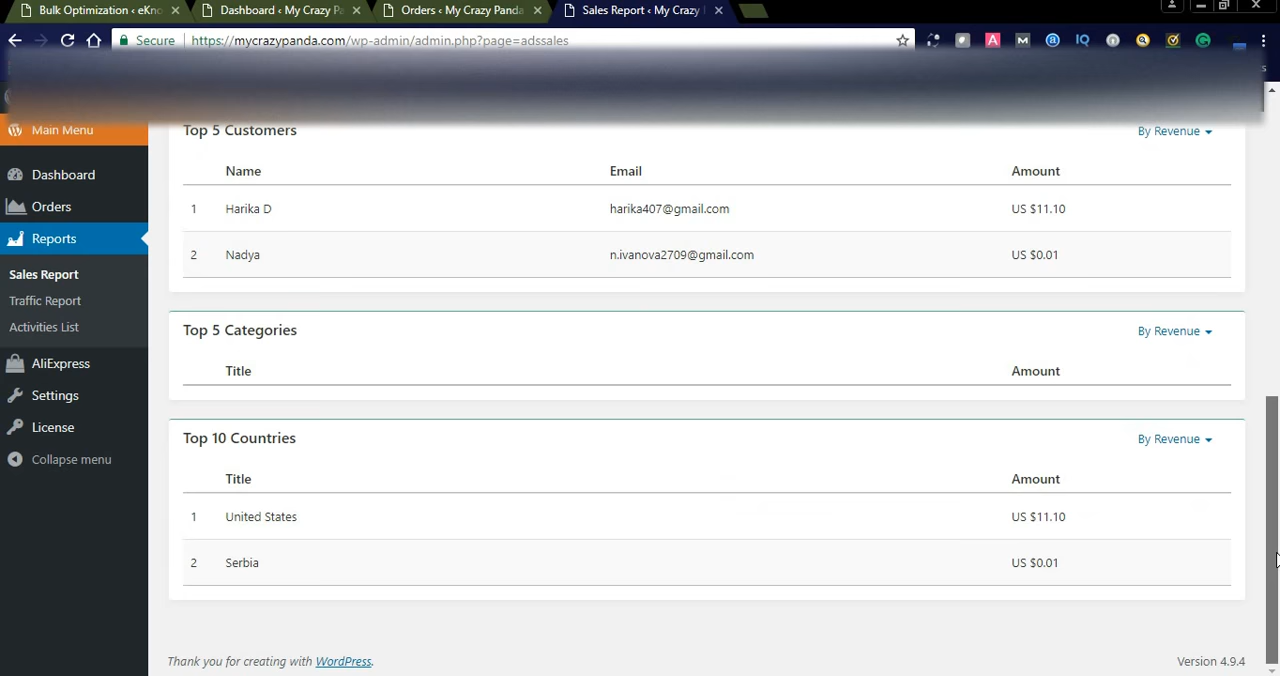 Bulk Optimization ‹ eKno
Dashboard ‹ My Crazy Pa
Orders ‹ My Crazy Panda
Sales Report ‹ My Crazy
Secure
https://mycrazypanda.com/wp-admin/admin.php?page=adssales
Main Menu
Dashboard
Orders
Reports
Sales Report
Traffic Report
Activities List
AliExpress
Settings
License
Collapse menu
Top 5 Customers
By Revenue
Name Email Amount
1 Harika D harika407@gmail.com US $11.10
2 Nadya n.ivanova2709@gmail.com US $0.01
Top 5 Categories
By Revenue
Title Amount
Top 10 Countries
By Revenue
Title Amount
1 United States US $11.10
2 Serbia US $0.01
Thank you for creating with WordPress.
Version 4.9.4